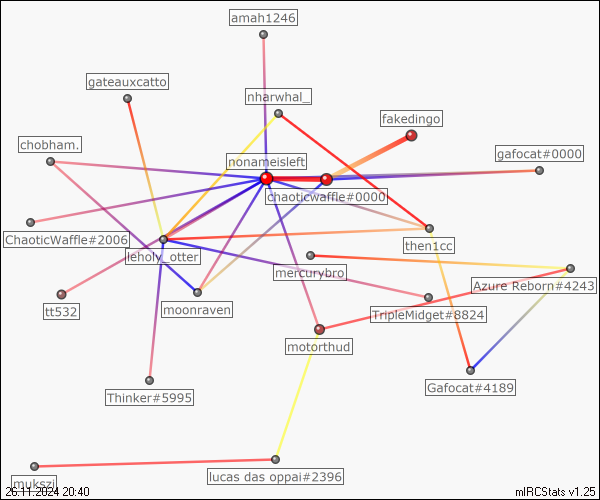 amah1246
gateauxcatto
nharwhal_
fakedingo
chobham.
gafocat#0000
nonameisleft
chaoticwaffle#0000
ChaoticWaffle#2006
then1cc
leholy_otter
mercurybro
Azure Reborn#4243
tt532
moonraven
TripleMidget#8824
motorthud
Thinker#5995
Gafocat#4189
lucas das oppai#2396
mukszi
26.11.2024 20:40
mIRCStats v1.25